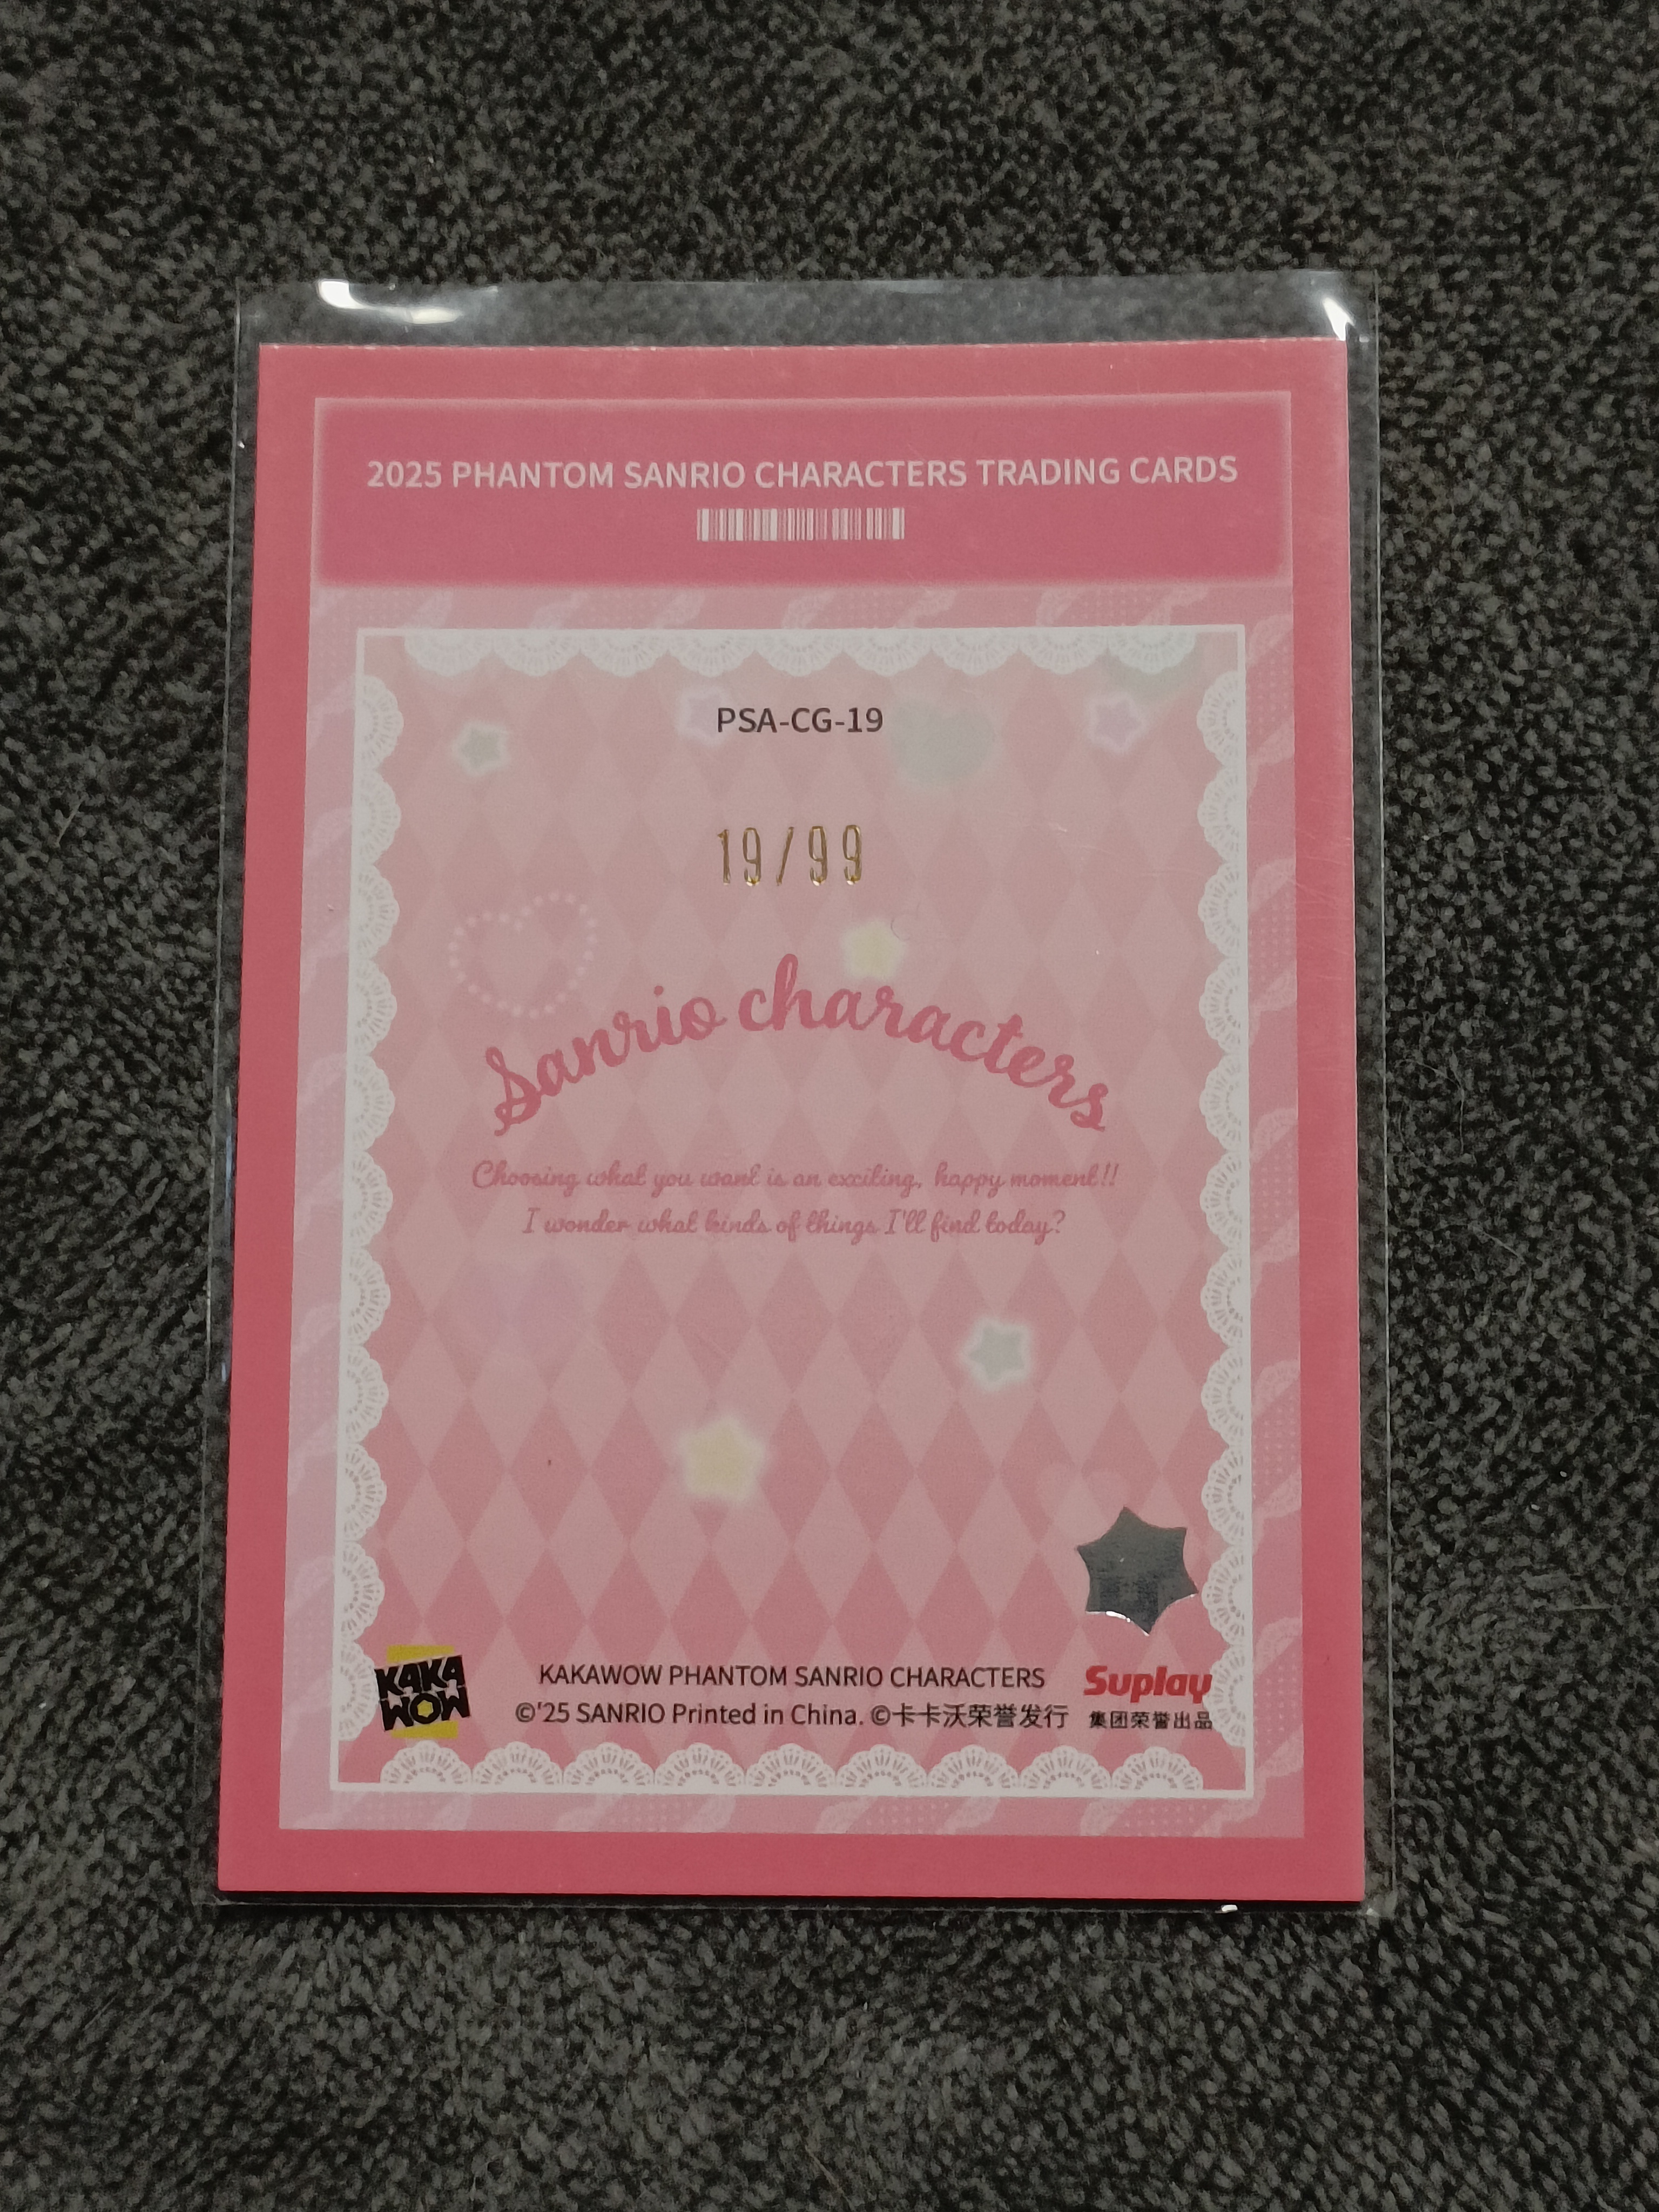 2025 PHANTOM SANRIO CHARACTERS TRADING CARDS
PSA-CG-19
19/99
Sanrio characters
Choosing what you want is an exciting, happy moment!!
I wonder what kinds of things I'll find today?
KAKA
WOW
KAKAWOW PHANTOM SANRIO CHARACTERS
©'25 SANRIO Printed in China. ©卡卡沃荣誉发行
Suplay
集团荣誉出品